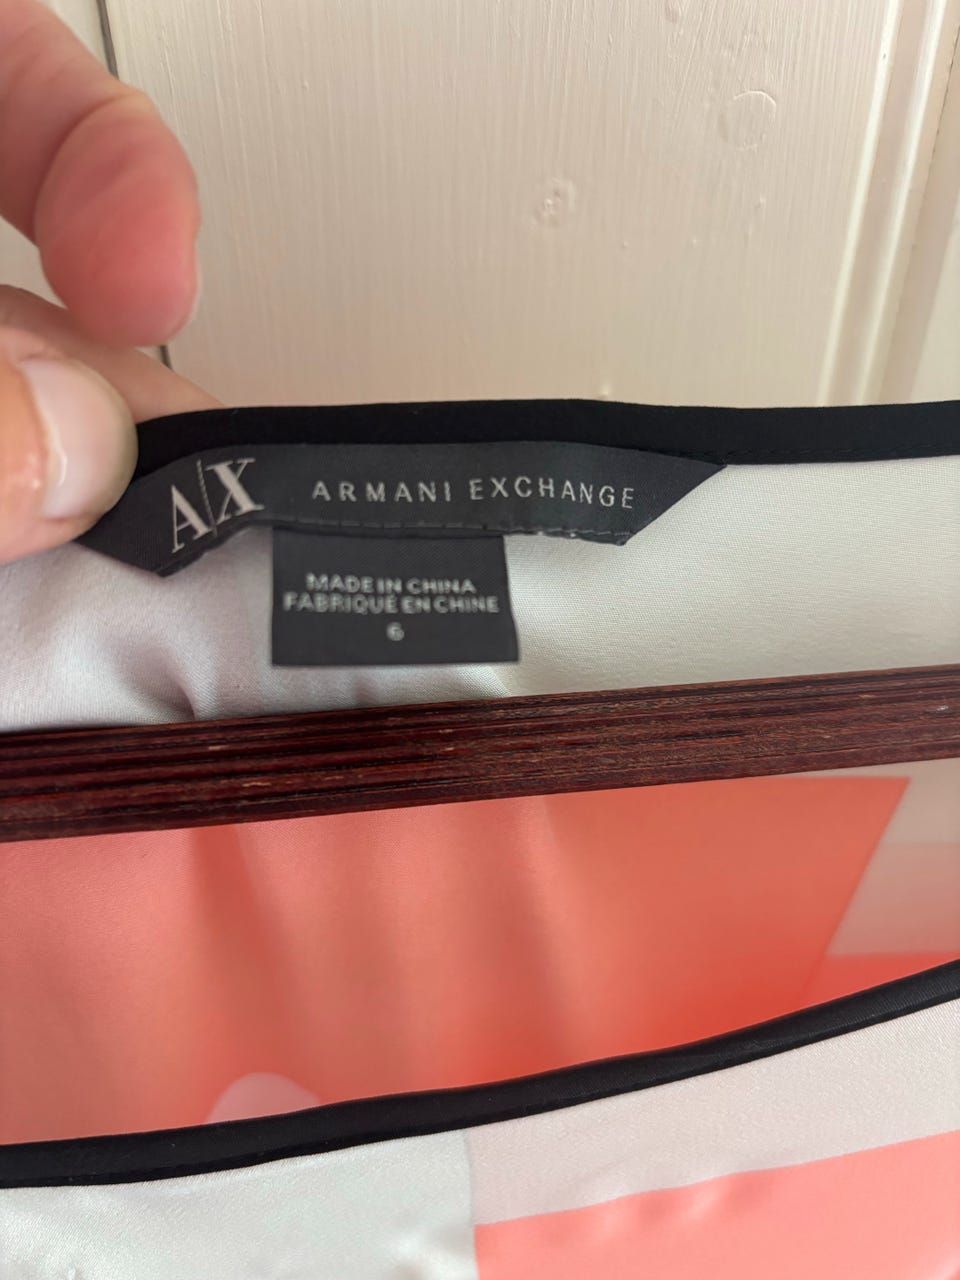 A|X ARMANI EXCHANGE
MADE IN CHINA
FABRIQUÉ EN CHINE
6